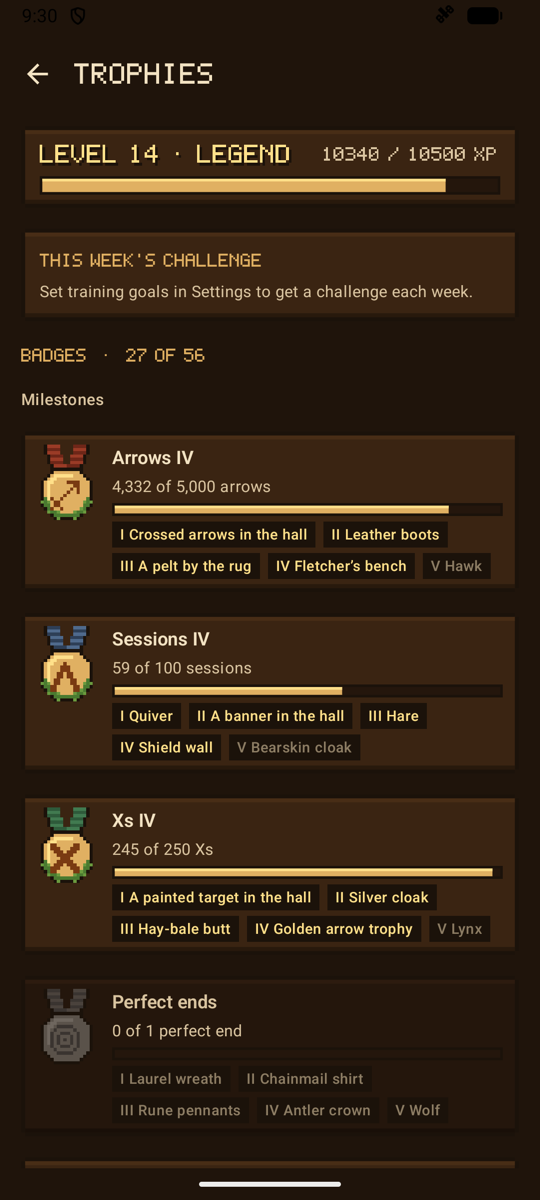 9:30
TROPHIES
LEVEL 14 · LEGEND 10340 / 10500 XP
THIS WEEK'S CHALLENGE
Set training goals in Settings to get a challenge each week.
BADGES · 27 OF 56
Milestones
Arrows IV
4,332 of 5,000 arrows
I Crossed arrows in the hall II Leather boots
III A pelt by the rug IV Fletcher’s bench V Hawk
Sessions IV
59 of 100 sessions
I Quiver II A banner in the hall III Hare
IV Shield wall V Bearskin cloak
Xs IV
245 of 250 Xs
I A painted target in the hall II Silver cloak
III Hay-bale butt IV Golden arrow trophy V Lynx
Perfect ends
0 of 1 perfect end
I Laurel wreath II Chainmail shirt
III Rune pennants IV Antler crown V Wolf